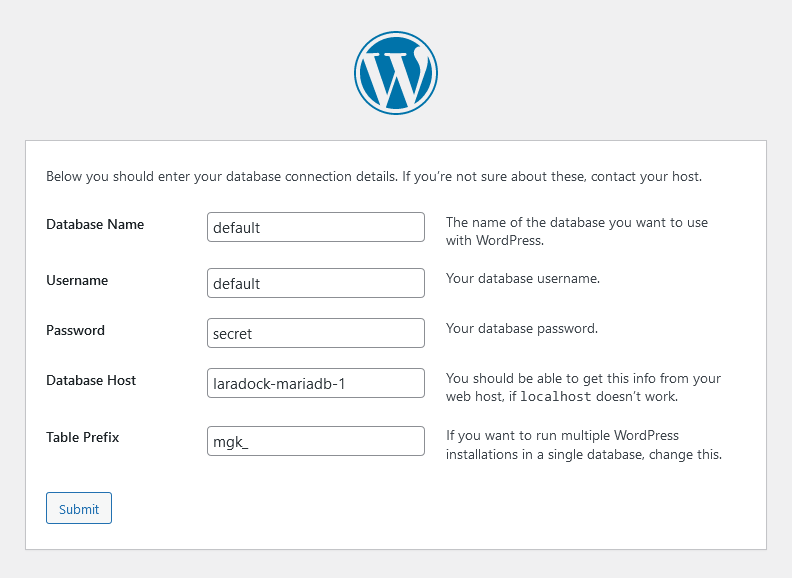 W
Below you should enter your database connection details. If you’re not sure about these, contact your host.
Database Name
default
The name of the database you want to use
with WordPress.
Username
default
Your database username.
Password
secret
Your database password.
Database Host
laradock-mariadb-1
You should be able to get this info from your
web host, if localhost doesn’t work.
Table Prefix
mgk_
If you want to run multiple WordPress
installations in a single database, change this.
Submit